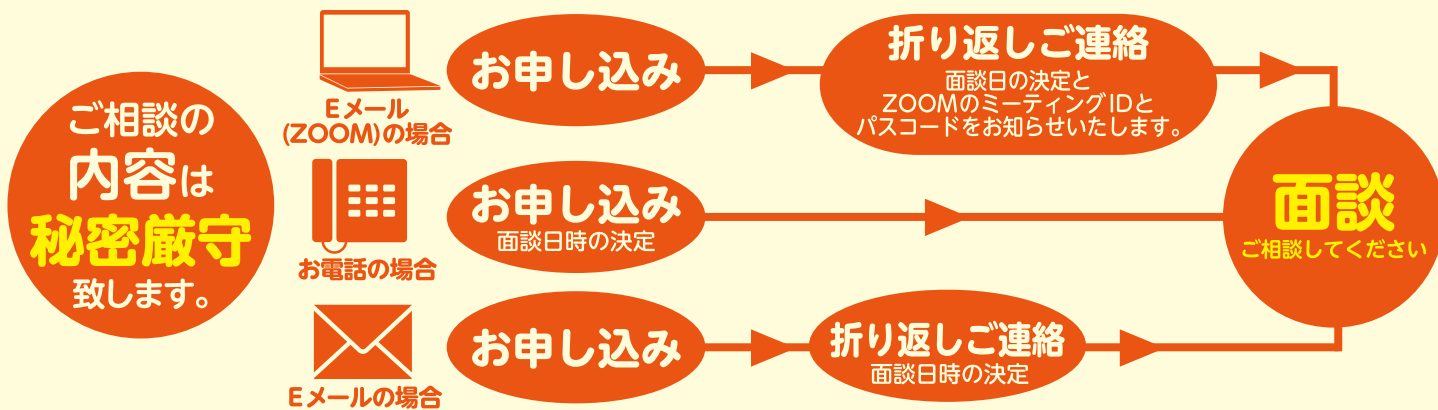 ご相談の
内容は
秘密厳守
致します。
Eメール
(ZOOM)の場合
お申し込み
折り返しご連絡
面談日の決定と
ZOOMのミーティングIDと
パスコードをお知らせいたします。
お電話の場合
お申し込み
面談日時の決定
Eメールの場合
お申し込み
折り返しご連絡
面談日時の決定
面談
ご相談してください